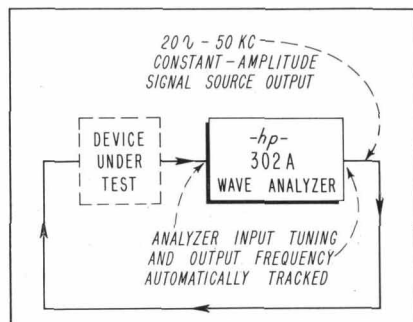 20~ - 50 KC
CONSTANT-AMPLITUDE
SIGNAL SOURCE OUTPUT
DEVICE
UNDER
TEST
-hp-
302A
WAVE ANALYZER
ANALYZER INPUT TUNING
AND OUTPUT FREQUENCY
AUTOMATICALLY TRACKED